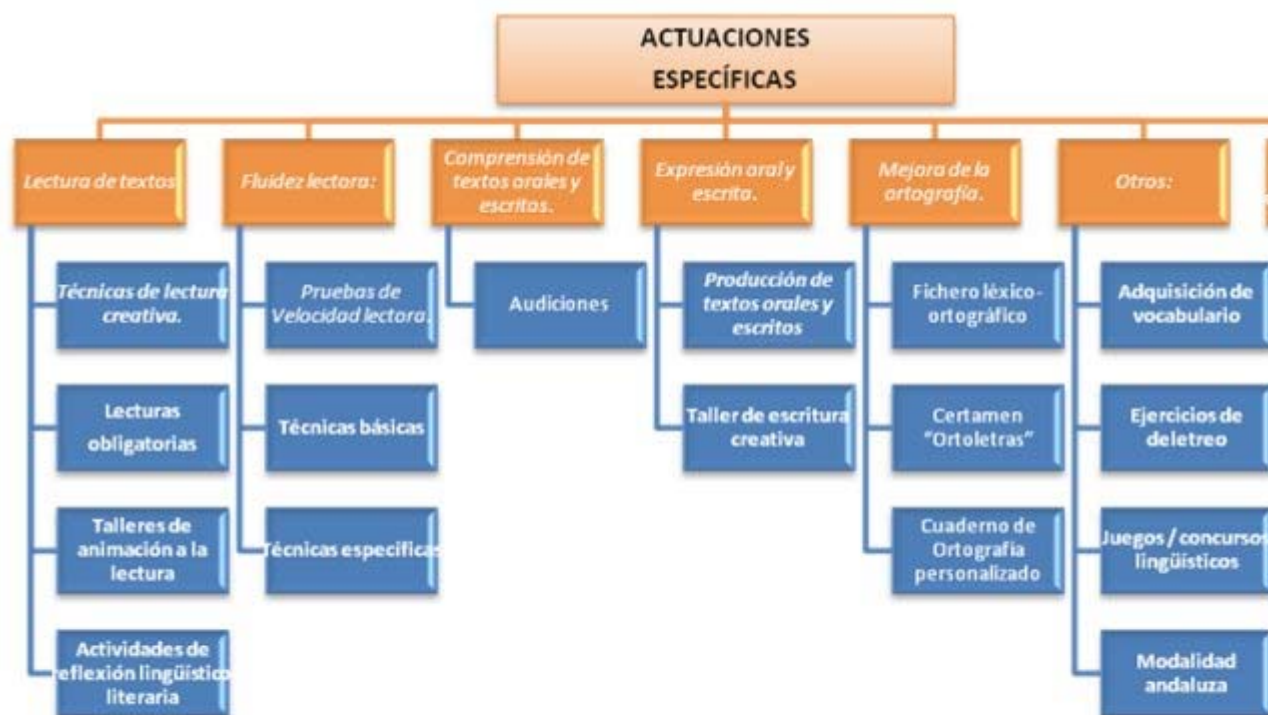 ACTUACIONES
ESPECÍFICAS
Lectura de textos
Fluidez lectora:
Comprensión de
textos orales y
escritos.
Expresión oral y
escrita.
Mejora de la
ortografía.
Otros:
Técnicas de lectura
creativa.
Lecturas
obligatorias
Talleres de
animación a la
lectura
Actividades de
reflexión lingüístico
literaria
Pruebas de
Velocidad lectora.
Técnicas básicas
Técnicas específicas
Audiciones
Producción de
textos orales y
escritos
Taller de escritura
creativa
Fichero léxico-
ortográfico
Certamen
"Ortoletras"
Cuaderno de
Ortografía
personalizado
Adquisición de
vocabulario
Ejercicios de
deletreo
Juegos / concursos
lingüísticos
Modalidad
andaluza